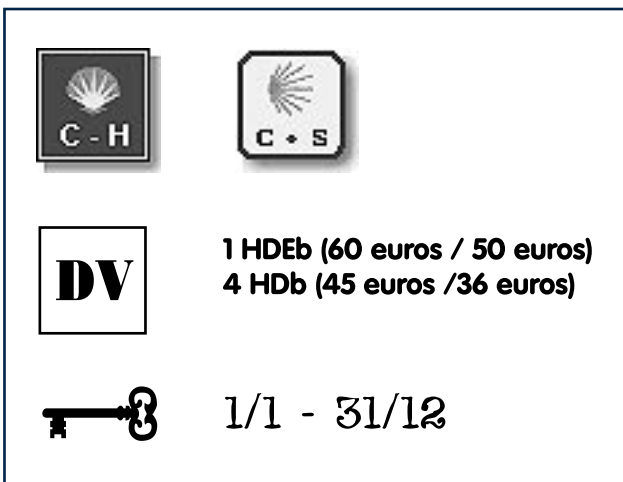 C - H
C • S
DV
1 HDEb (60 euros / 50 euros)
4 HDb (45 euros /36 euros)
1/1 - 31/12